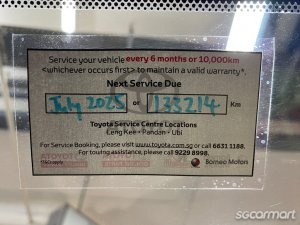 Service your vehicle every 6 months or 10,000km
<whichever occurs first> to maintain a valid warranty*.
Next Service Due
July 2025 or 133214 Km
Toyota Service Centre Locations
Leng Kee • Pandan • Ubi
For Service Booking, please visit www.toyota.com.sg or call 6631 1188.
For touring assistance, please call 9229 8998.
Borneo Motors
sgcarmart